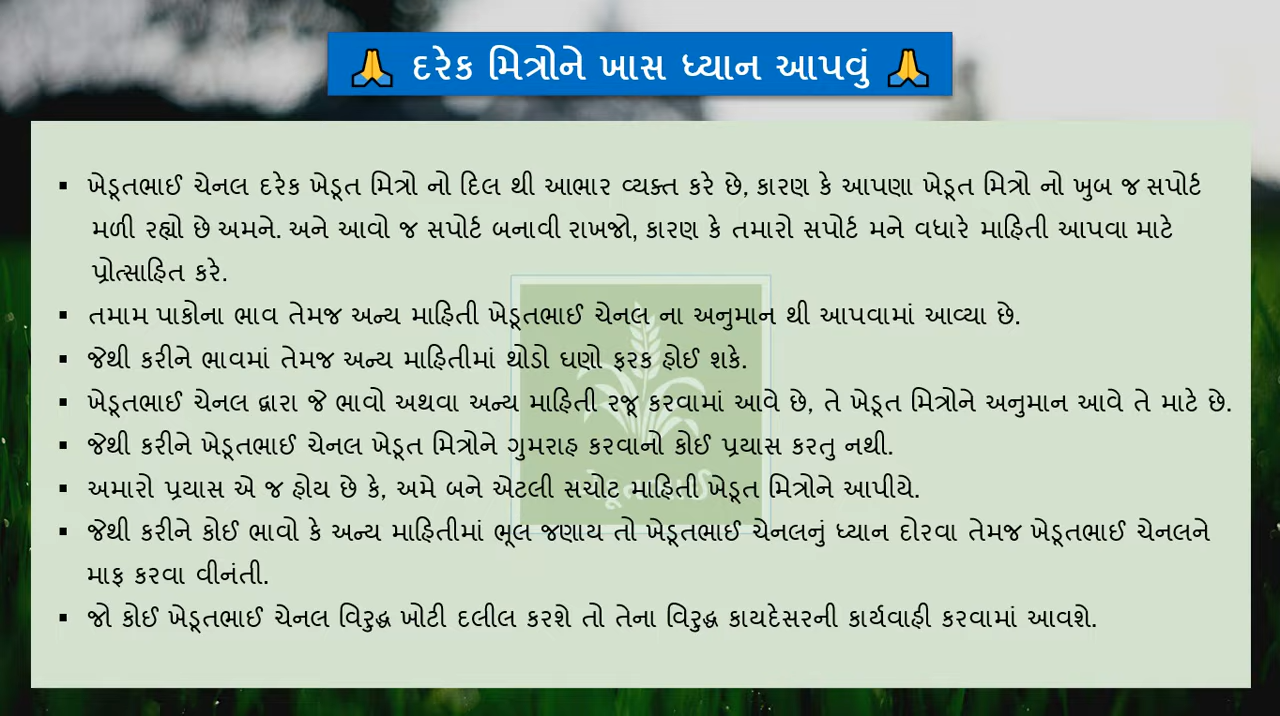 🙏 દરેક મિત્રોને ખાસ ધ્યાન આપવું 🙏
▪ ખેડૂતભાઈ ચેનલ દરેક ખેડૂત મિત્રો નો દિલ થી આભાર વ્યક્ત કરે છે, કારણ કે આપણા ખેડૂત મિત્રો નો ખુબ જ સપોર્ટ
મળી રહ્યો છે અમને. અને આવો જ સપોર્ટ બનાવી રાખજો, કારણ કે તમારો સપોર્ટ મને વધારે માહિતી આપવા માટે
પ્રોત્સાહિત કરે.
▪ તમામ પાકોના ભાવ તેમજ અન્ય માહિતી ખેડૂતભાઈ ચેનલ ના અનુમાન થી આપવામાં આવ્યા છે.
▪ જેથી કરીને ભાવમાં તેમજ અન્ય માહિતીમાં થોડો ઘણો ફરક હોઈ શકે.
▪ ખેડૂતભાઈ ચેનલ દ્વારા જે ભાવો અથવા અન્ય માહિતી રજૂ કરવામાં આવે છે, તે ખેડૂત મિત્રોને અનુમાન આવે તે માટે છે.
▪ જેથી કરીને ખેડૂતભાઈ ચેનલ ખેડૂત મિત્રોને ગુમરાહ કરવાનો કોઈ પ્રયાસ કરતુ નથી.
▪ અમારો પ્રયાસ એ જ હોય છે કે, અમે બને એટલી સચોટ માહિતી ખેડૂત મિત્રોને આપીયે.
▪ જેથી કરીને કોઈ ભાવો કે અન્ય માહિતીમાં ભૂલ જણાય તો ખેડૂતભાઈ ચેનલનું ધ્યાન દોરવા તેમજ ખેડૂતભાઈ ચેનલને
માફ કરવા વીનંતી.
▪ જો કોઈ ખેડૂતભાઈ ચેનલ વિરુદ્ધ ખોટી દલીલ કરશે તો તેના વિરુદ્ધ કાયદેસરની કાર્યવાહી કરવામાં આવશે.